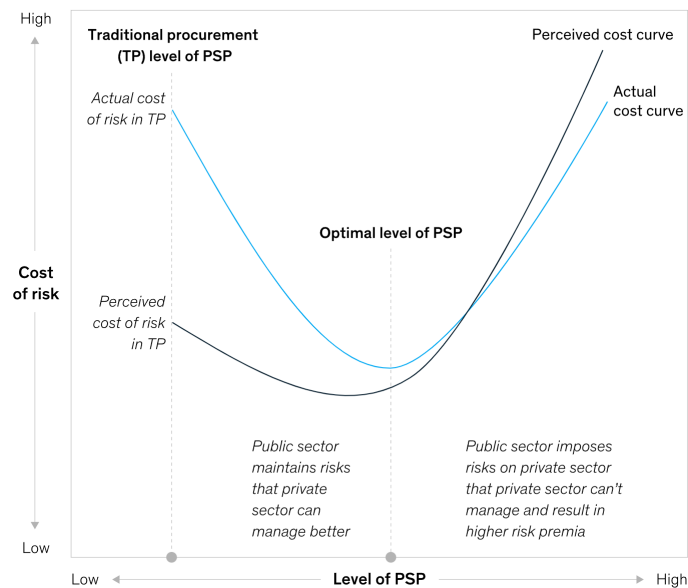 High
Traditional procurement
(TP) level of PSP
Perceived cost curve
Actual cost
of risk in TP
Actual
cost curve
Optimal level of PSP
Cost
of risk
Perceived
cost of risk
in TP
Public sector
maintains risks
that private
sector can
manage better
Public sector imposes
risks on private sector
that private sector can't
manage and result in
higher risk premia
Low
Low
Level of PSP
High